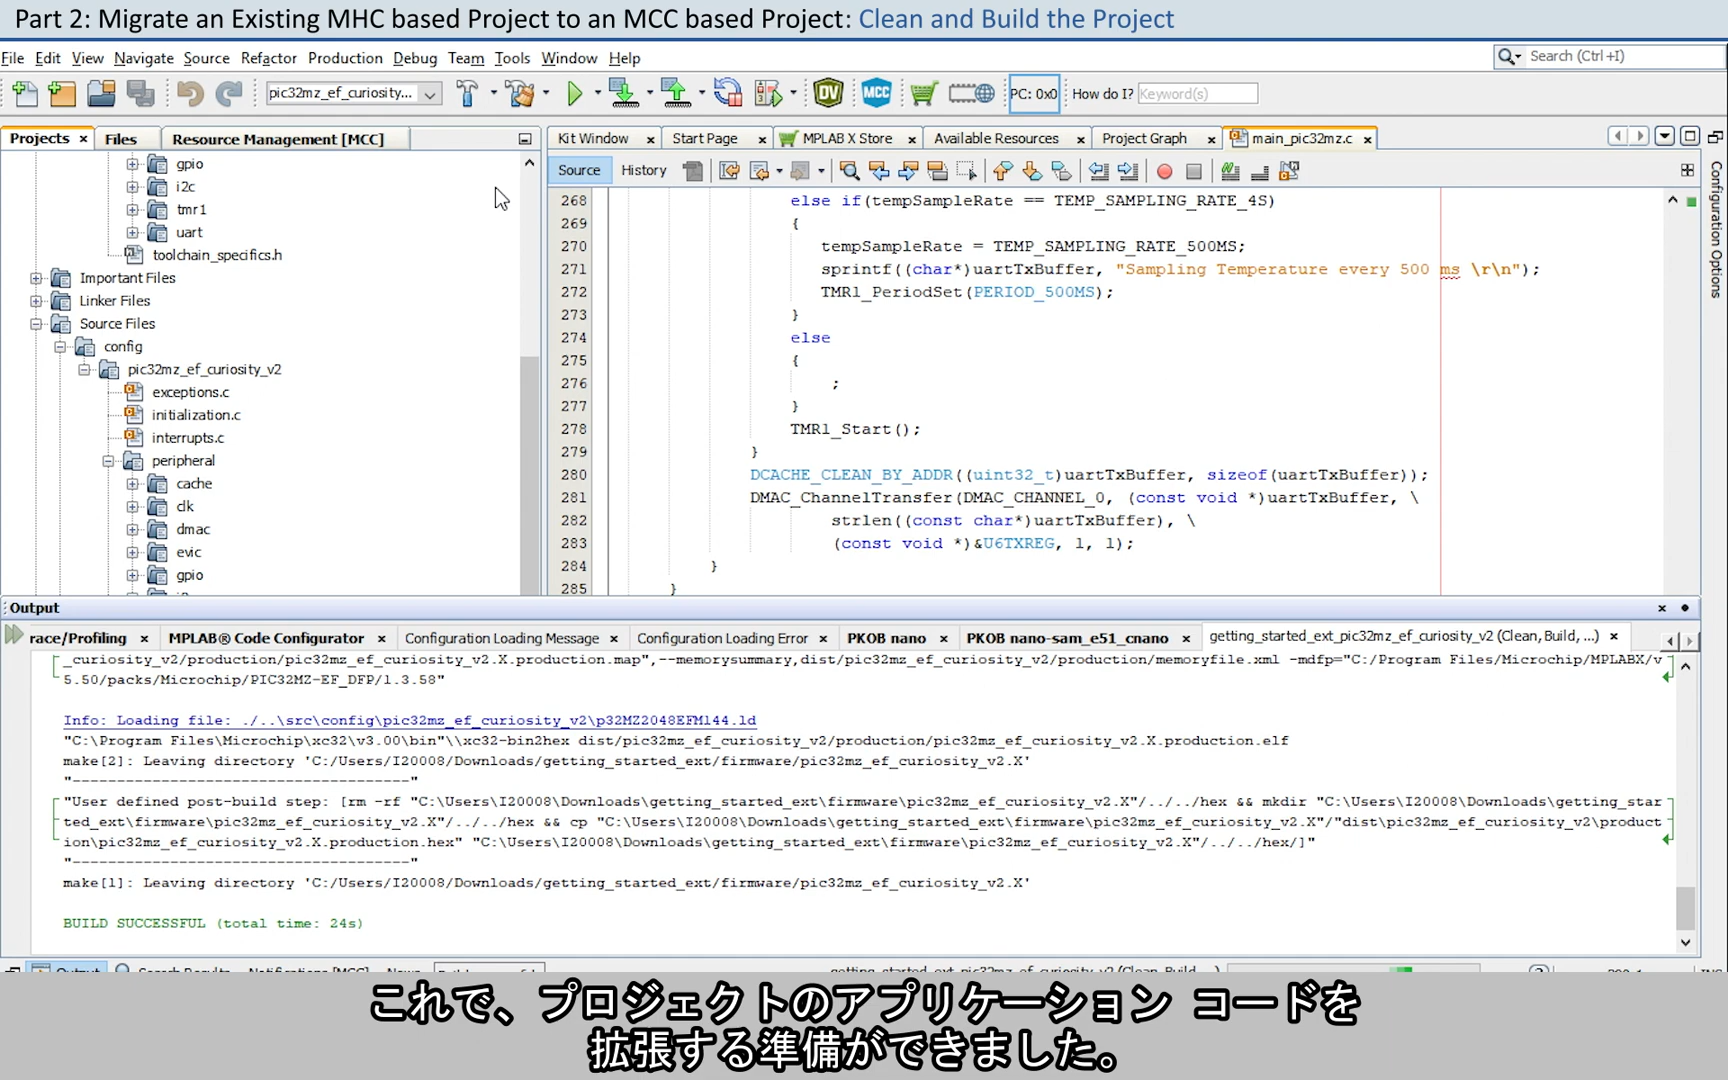 Part 2: Migrate an Existing MHC based Project to an MCC based Project: Clean and Build the Project
File Edit View Navigate Source Refactor Production Debug Team Tools Window Help
Search (Ctrl+I)
pic32mz_ef_curiosity...
DV
MCC
PC: 0x0
How do I?
Keyword(s)
Projects
Files
Resource Management [MCC]
Kit Window
Start Page
MPLAB X Store
Available Resources
Project Graph
main_pic32mz.c
Source
History
Configuration Options
gpio
i2c
tmr1
uart
toolchain_specifics.h
Important Files
Linker Files
Source Files
config
pic32mz_ef_curiosity_v2
exceptions.c
initialization.c
interrupts.c
peripheral
cache
clk
dmac
evic
gpio
268 else if(tempSampleRate == TEMP_SAMPLING_RATE_4S)
269 {
270 tempSampleRate = TEMP_SAMPLING_RATE_500MS;
271 sprintf((char*)uartTxBuffer, "Sampling Temperature every 500 ms \r\n");
272 TMR1_PeriodSet(PERIOD_500MS);
273 }
274 else
275 {
276 ;
277 }
278 TMR1_Start();
279 }
280 DCACHE_CLEAN_BY_ADDR((uint32_t)uartTxBuffer, sizeof(uartTxBuffer));
281 DMAC_ChannelTransfer(DMAC_CHANNEL_0, (const void *)uartTxBuffer, \
282 strlen((const char*)uartTxBuffer), \
283 (const void *)&U6TXREG, 1, 1);
284 }
285 }
Output
race/Profiling
MPLAB® Code Configurator
Configuration Loading Message
Configuration Loading Error
PKOB nano
PKOB nano-sam_e51_cnano
getting_started_ext_pic32mz_ef_curiosity_v2 (Clean, Build, ...)
_curiosity_v2/production/pic32mz_ef_curiosity_v2.X.production.map",--memorysummary,dist/pic32mz_ef_curiosity_v2/production/memoryfile.xml -mdfp="C:/Program Files/Microchip/MPLABX/v
5.50/packs/Microchip/PIC32MZ-EF_DFP/1.3.58"
Info: Loading file: ./..\src\config\pic32mz_ef_curiosity_v2\p32MZ2048EFM144.ld
"C:\Program Files\Microchip\xc32\v3.00\bin"\\xc32-bin2hex dist/pic32mz_ef_curiosity_v2/production/pic32mz_ef_curiosity_v2.X.production.elf
make[2]: Leaving directory 'C:/Users/I20008/Downloads/getting_started_ext/firmware/pic32mz_ef_curiosity_v2.X'
"--------------------------------------"
"User defined post-build step: [rm -rf "C:\Users\I20008\Downloads\getting_started_ext\firmware\pic32mz_ef_curiosity_v2.X"/../../hex && mkdir "C:\Users\I20008\Downloads\getting_star
ted_ext\firmware\pic32mz_ef_curiosity_v2.X"/../../hex && cp "C:\Users\I20008\Downloads\getting_started_ext\firmware\pic32mz_ef_curiosity_v2.X"/"dist\pic32mz_ef_curiosity_v2\product
ion\pic32mz_ef_curiosity_v2.X.production.hex" "C:\Users\I20008\Downloads\getting_started_ext\firmware\pic32mz_ef_curiosity_v2.X"/../../hex/]"
"--------------------------------------"
make[1]: Leaving directory 'C:/Users/I20008/Downloads/getting_started_ext/firmware/pic32mz_ef_curiosity_v2.X'
BUILD SUCCESSFUL (total time: 24s)
これで、プロジェクトのアプリケーション コードを
拡張する準備ができました。